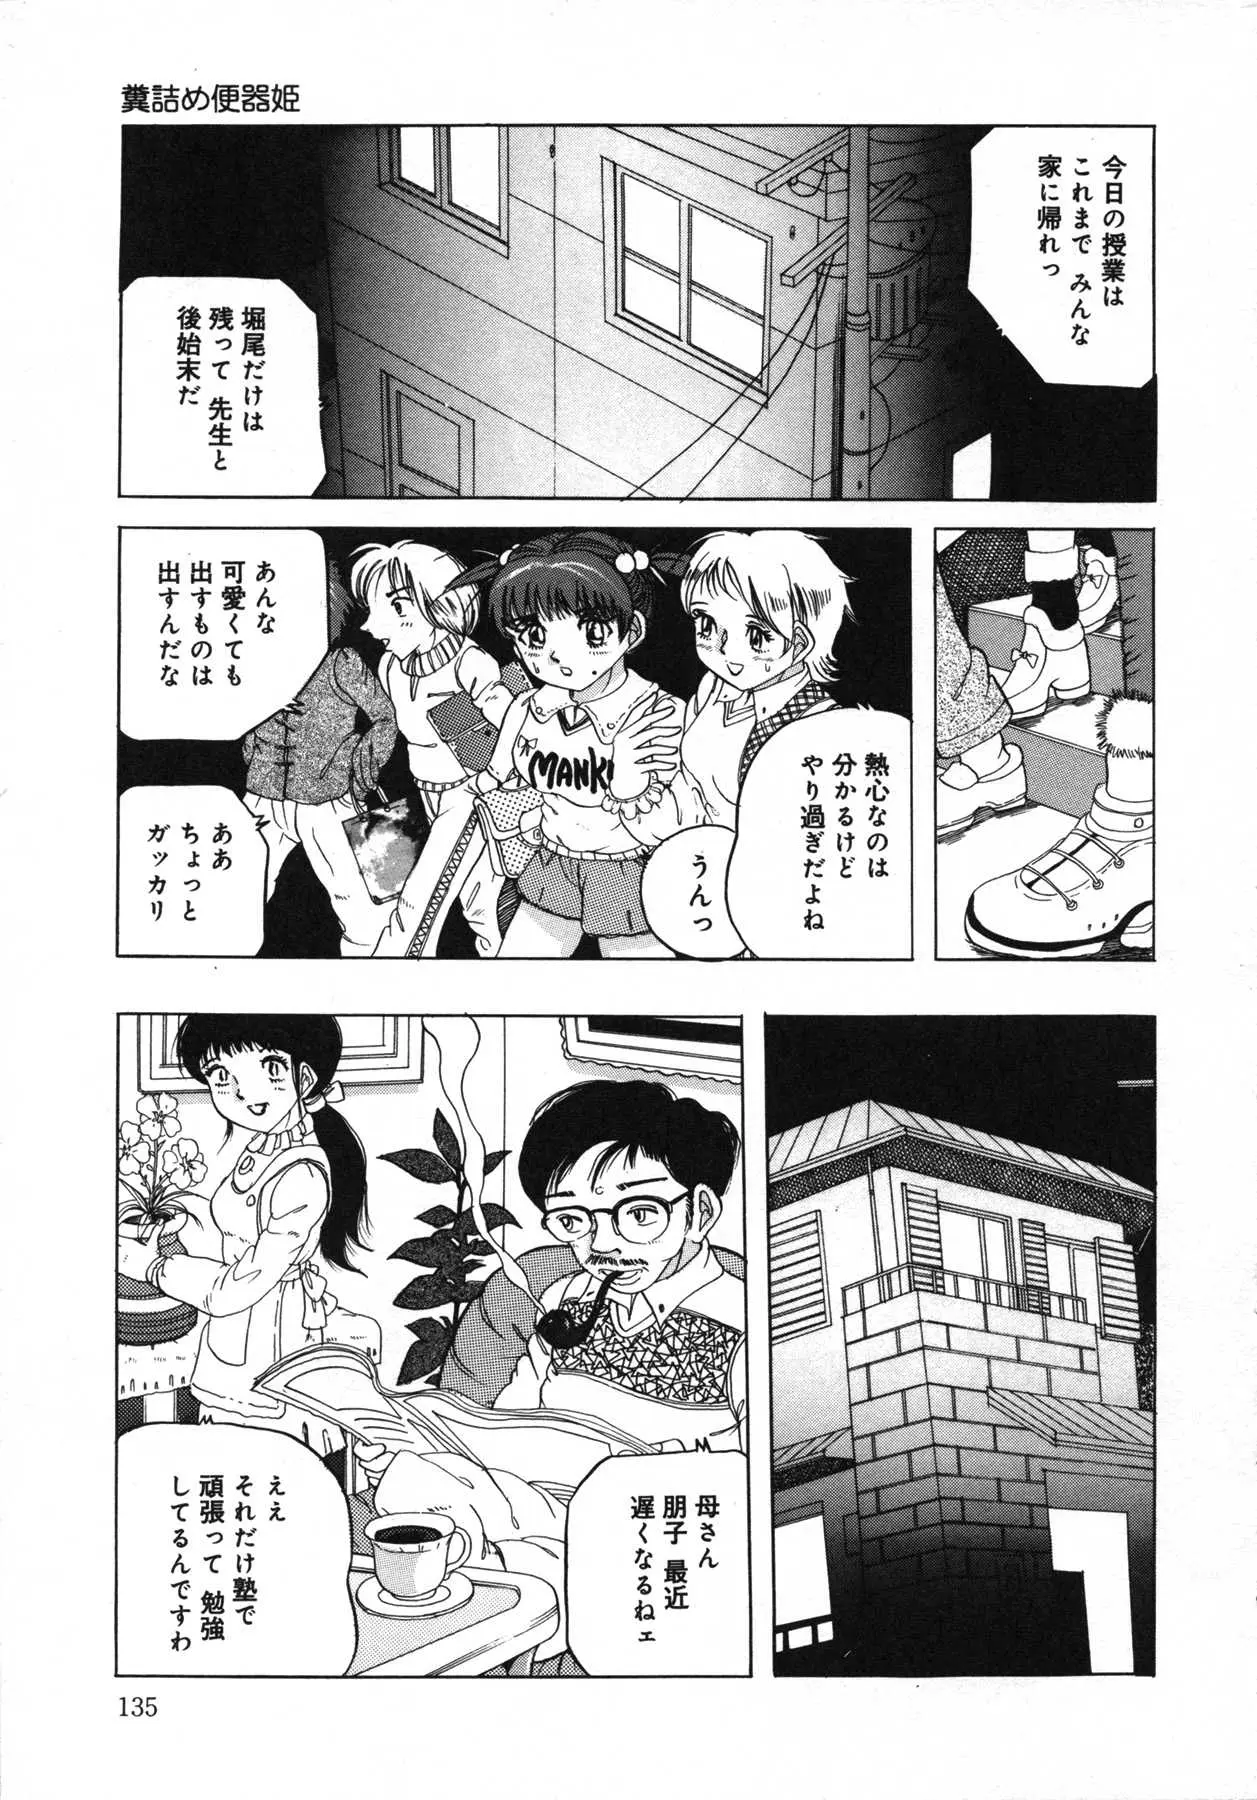 糞詰め便器姫
今日の授業は
これまで みんな
家に帰れっ
堀尾だけは
残って 先生と
後始末だ
熱心なのは
分かるけど
やり過ぎだよね
うんっ
MANKI
あんな
可愛くても
出すものは
出すんだな
ああ
ちょっと
ガッカリ
母さん
朋子 最近
遅くなるねェ
ええ
それだけ塾で
頑張って 勉強
してるんですわ
135